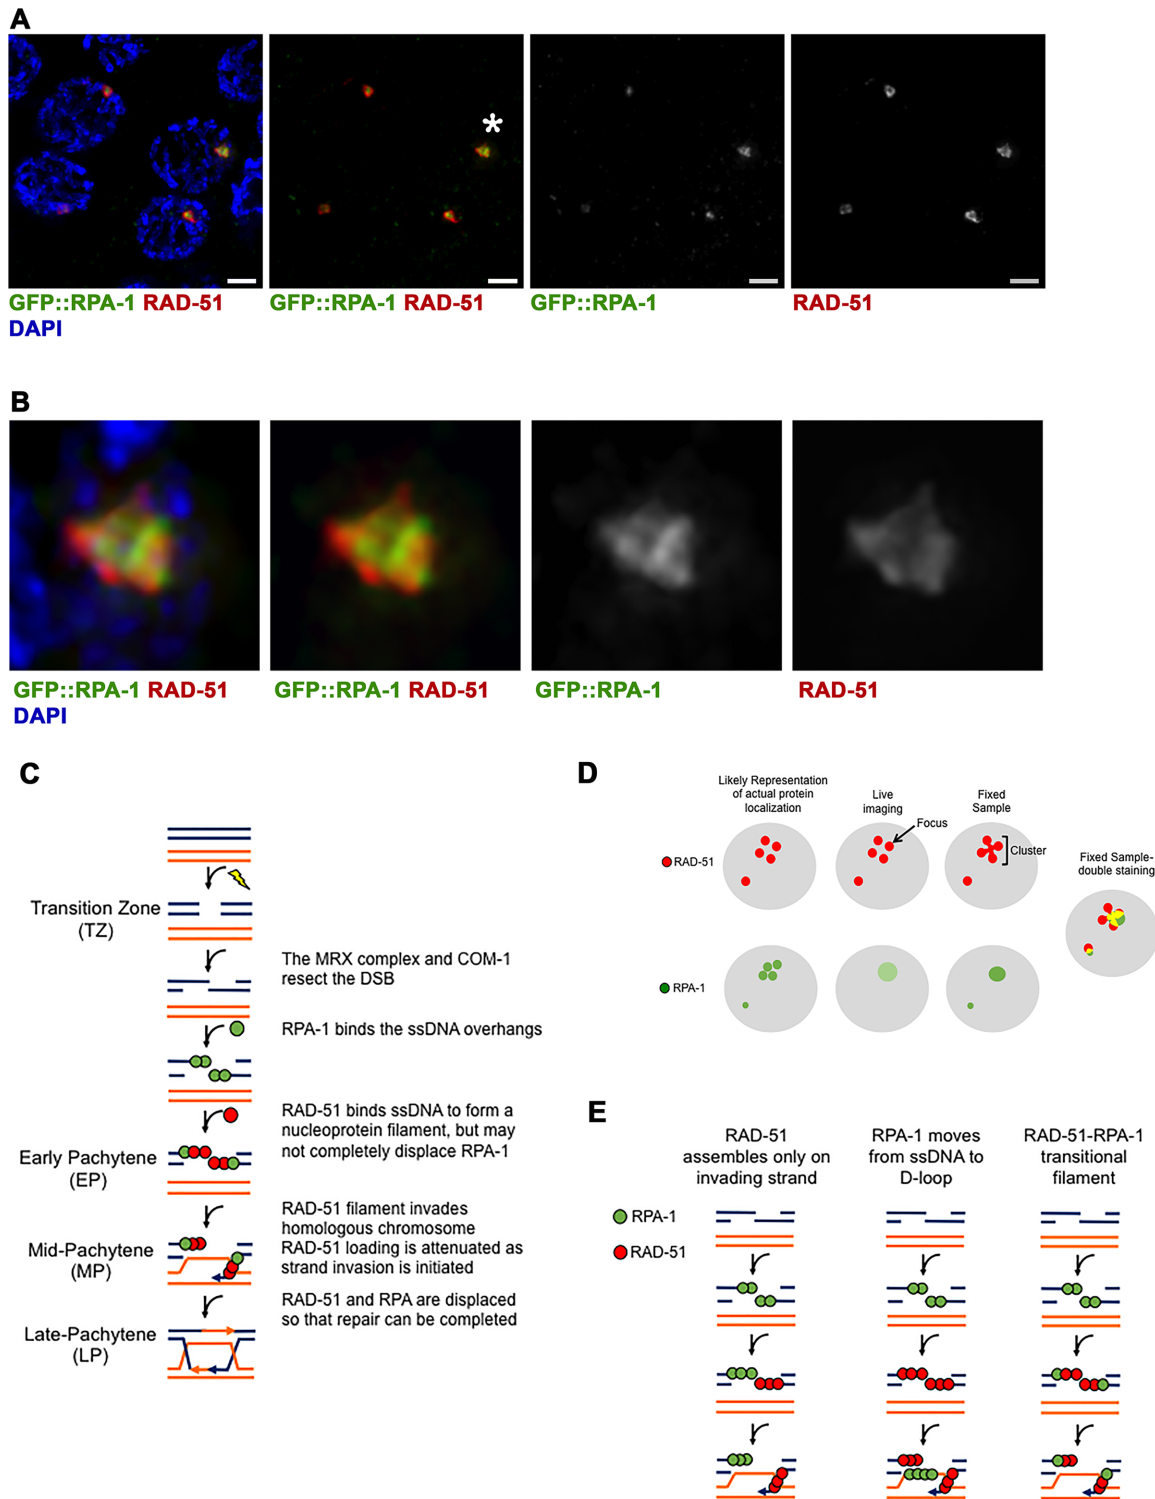 A
*
GFP::RPA-1 RAD-51
DAPI
GFP::RPA-1 RAD-51
GFP::RPA-1
RAD-51
B
GFP::RPA-1 RAD-51
DAPI
GFP::RPA-1 RAD-51
GFP::RPA-1
RAD-51
C
Transition Zone
(TZ)
The MRX complex and COM-1
resect the DSB
RPA-1 binds the ssDNA overhangs
RAD-51 binds ssDNA to form a
nucleoprotein filament, but may
not completely displace RPA-1
Early Pachytene
(EP)
RAD-51 filament invades
homologous chromosome
RAD-51 loading is attenuated as
strand invasion is initiated
Mid-Pachytene
(MP)
RAD-51 and RPA are displaced
so that repair can be completed
Late-Pachytene
(LP)
D
Likely Representation
of actual protein
localization
Live
imaging
Fixed
Sample
Focus
Cluster
RAD-51
Fixed Sample-
double staining
RPA-1
E
RAD-51
assembles only on
invading strand
RPA-1 moves
from ssDNA to
D-loop
RAD-51-RPA-1
transitional
filament
RPA-1
RAD-51